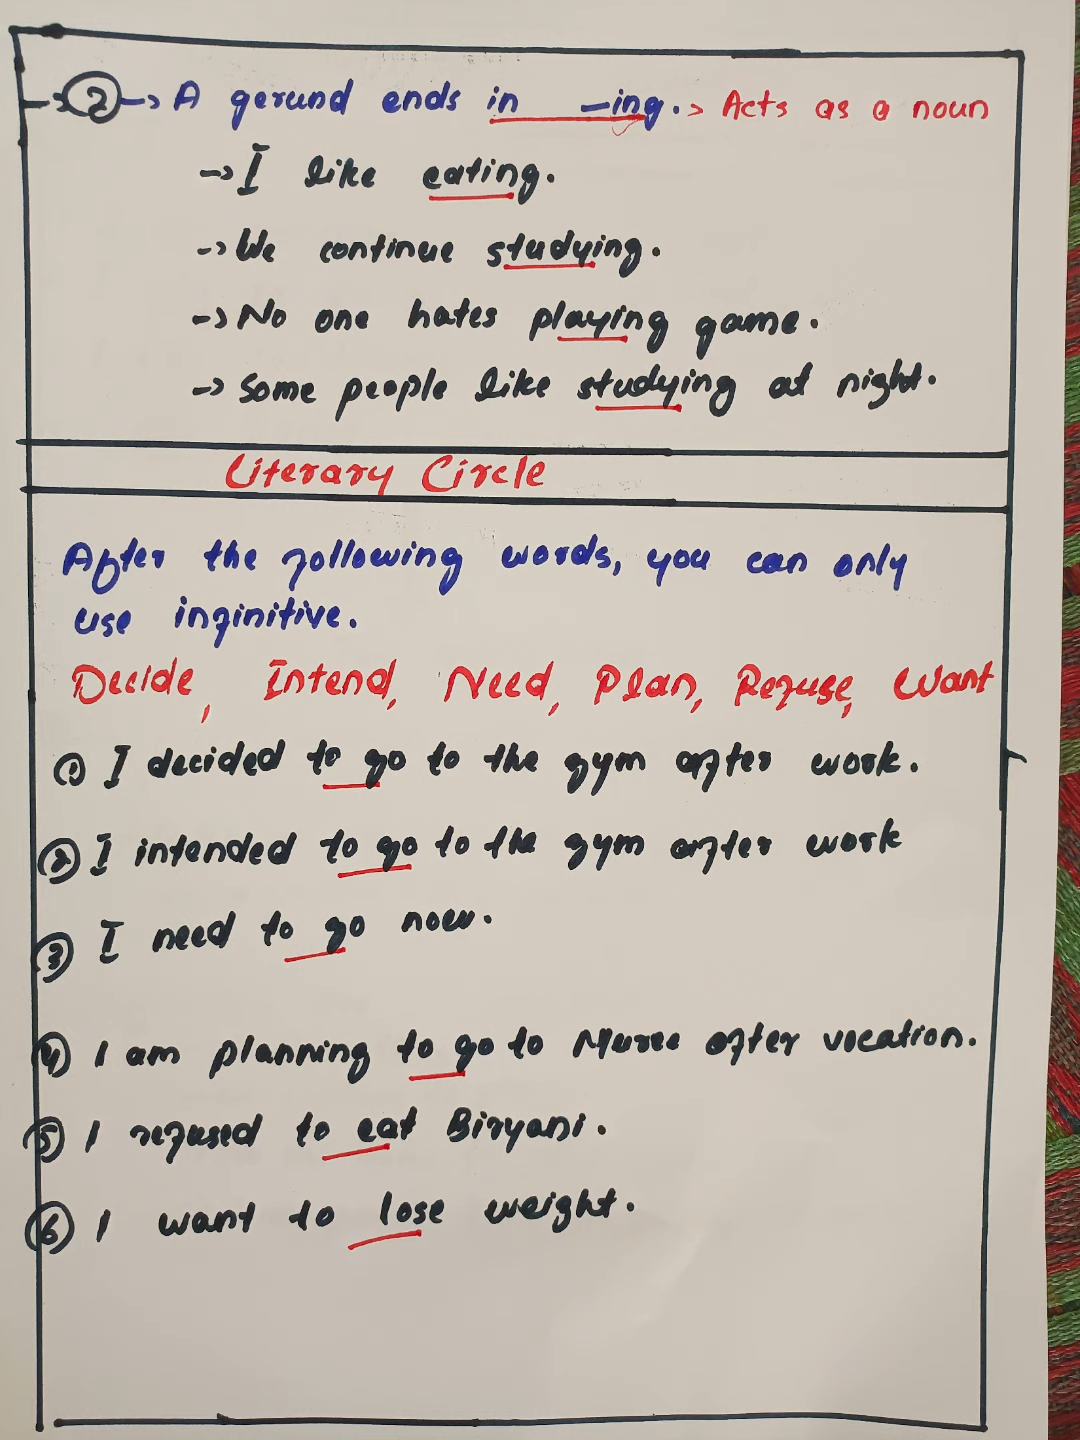 → ② → A gerund ends in -ing. > Acts as a noun
→ I like eating.
→ We continue studying.
→ No one hates playing game.
→ Some people like studying at night.
Literary Circle
After the following words, you can only
use infinitive.
Decide, Intend, Need, Plan, Refuse, Want
① I decided to go to the gym after work.
② I intended to go to the gym after work
③ I need to go now.
④ I am planning to go to Murree after vocation.
⑤ I refused to eat Biryani.
⑥ I want to lose weight.